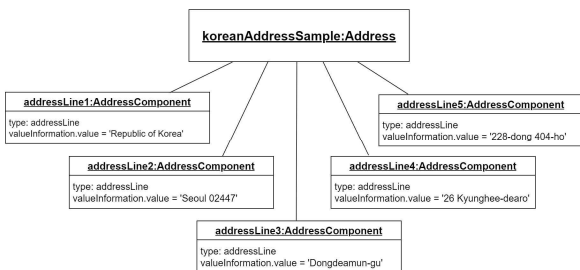 koreanAddressSample:Address
addressLine1:AddressComponent
type: addressLine
valueInformation.value = 'Republic of Korea'
addressLine5:AddressComponent
type: addressLine
valueInformation.value = '228-dong 404-ho'
addressLine2:AddressComponent
type: addressLine
valueInformation.value = 'Seoul 02447'
addressLine4:AddressComponent
type: addressLine
valueInformation.value = '26 Kyunghee-dearo'
addressLine3:AddressComponent
type: addressLine
valueInformation.value = 'Dongdeamun-gu'